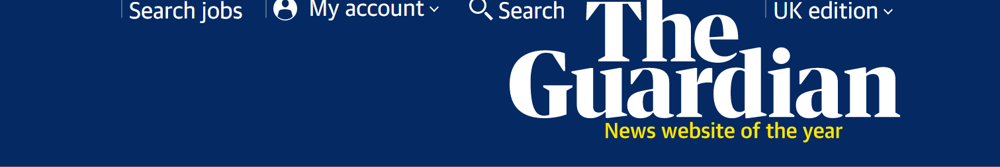 Search jobs
My account
Search
UK edition
The
Guardian
News website of the year